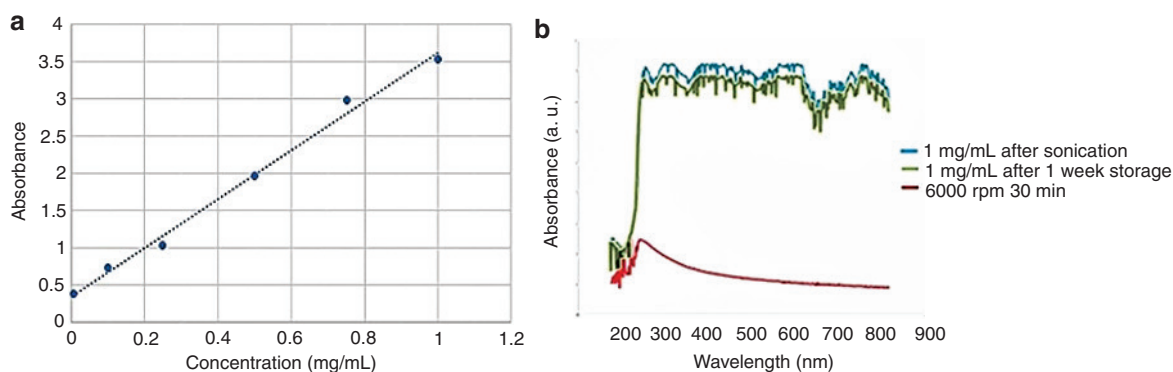 a
4
3.5
3
2.5
2
1.5
1
0.5
0
Absorbance
0 0.2 0.4 0.6 0.8 1 1.2
Concentration (mg/mL)
b
Absorbance (a. u.)
200 300 400 500 600 700 800 900
Wavelength (nm)
1 mg/mL after sonication
1 mg/mL after 1 week storage
6000 rpm 30 min